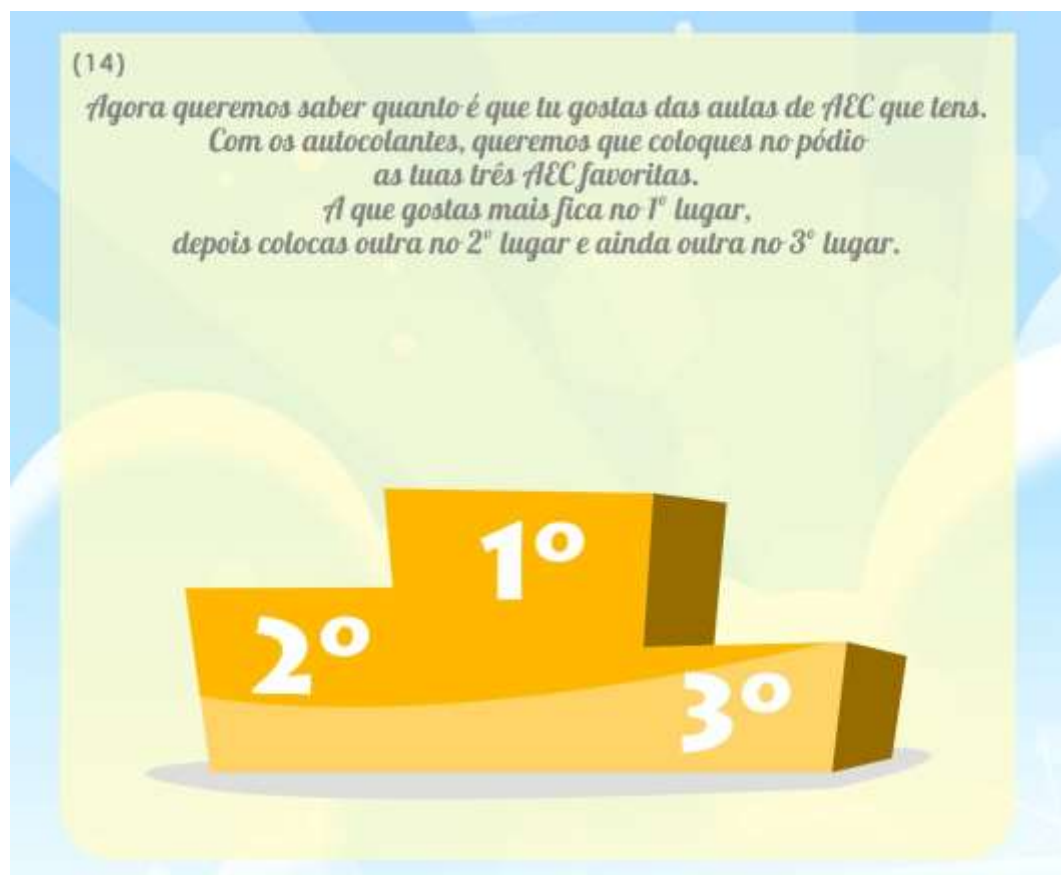 (14)
Agora queremos saber quanto é que tu gostas das aulas de AEC que tens.
Com os autocolantes, queremos que coloques no pódio
as tuas três AEC favoritas.
A que gostas mais fica no 1º lugar,
depois colocas outra no 2º lugar e ainda outra no 3º lugar.
1º
2º
3º